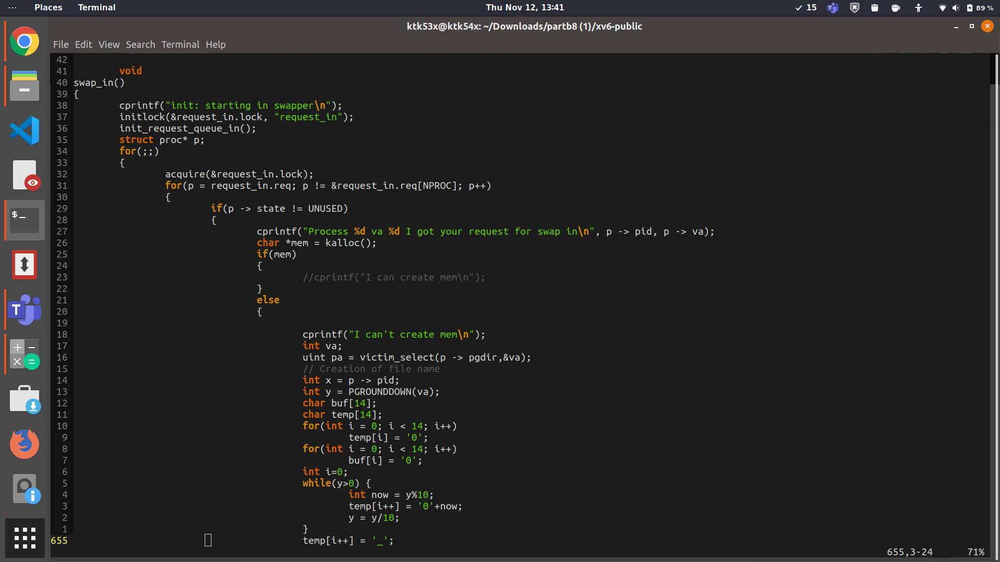 ··· Places Terminal Thu Nov 12, 13:41 ✓ 15 89 %
ktk53x@ktk54x: ~/Downloads/partb8 (1)/xv6-public
File Edit View Search Terminal Help
42
41         void
40 swap_in()
39 {
38         cprintf("init: starting in swapper\n");
37         initlock(&request_in.lock, "request_in");
36         init_request_queue_in();
35         struct proc* p;
34         for(;;)
33         {
32                 acquire(&request_in.lock);
31                 for(p = request_in.req; p != &request_in.req[NPROC]; p++)
30                 {
29                         if(p -> state != UNUSED)
28                         {
27                                 cprintf("Process %d va %d I got your request for swap in\n", p -> pid, p -> va);
26                                 char *mem = kalloc();
25                                 if(mem)
24                                 {
23                                         //cprintf("I can create mem\n");
22                                 }
21                                 else
20                                 {
19
18                                         cprintf("I can't create mem\n");
17                                         int va;
16                                         uint pa = victim_select(p -> pgdir,&va);
15                                         // Creation of file name
14                                         int x = p -> pid;
13                                         int y = PGROUNDDOWN(va);
12                                         char buf[14];
11                                         char temp[14];
10                                         for(int i = 0; i < 14; i++)
9                                                 temp[i] = '0';
8                                         for(int i = 0; i < 14; i++)
7                                                 buf[i] = '0';
6                                         int i=0;
5                                         while(y>0) {
4                                                 int now = y%10;
3                                                 temp[i++] = '0'+now;
2                                                 y = y/10;
1                                         }
655                                         temp[i++] = '_';
655,3-24 71%